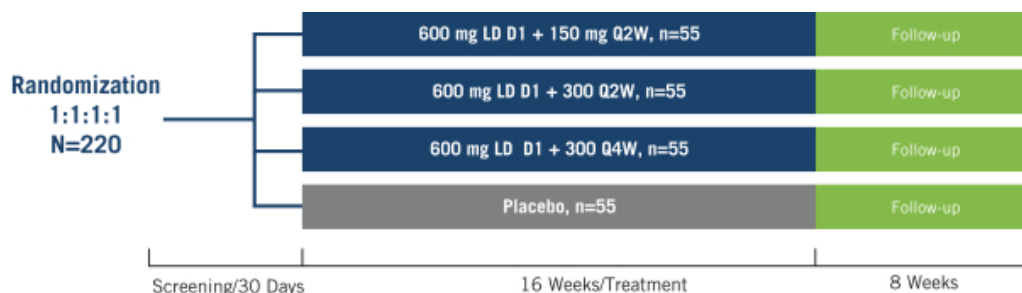 Randomization
1:1:1:1
N=220
600 mg LD D1 + 150 mg Q2W, n=55
Follow-up
600 mg LD D1 + 300 Q2W, n=55
Follow-up
600 mg LD  D1 + 300 Q4W, n=55
Follow-up
Placebo, n=55
Follow-up
Screening/30 Days
16 Weeks/Treatment
8 Weeks